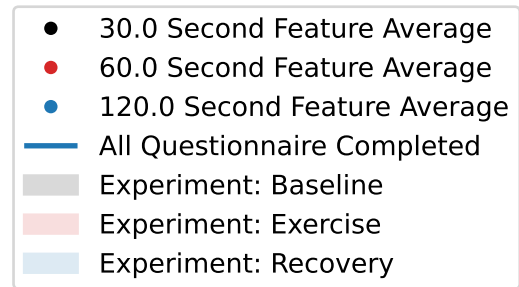 30.0 Second Feature Average
60.0 Second Feature Average
120.0 Second Feature Average
All Questionnaire Completed
Experiment: Baseline
Experiment: Exercise
Experiment: Recovery